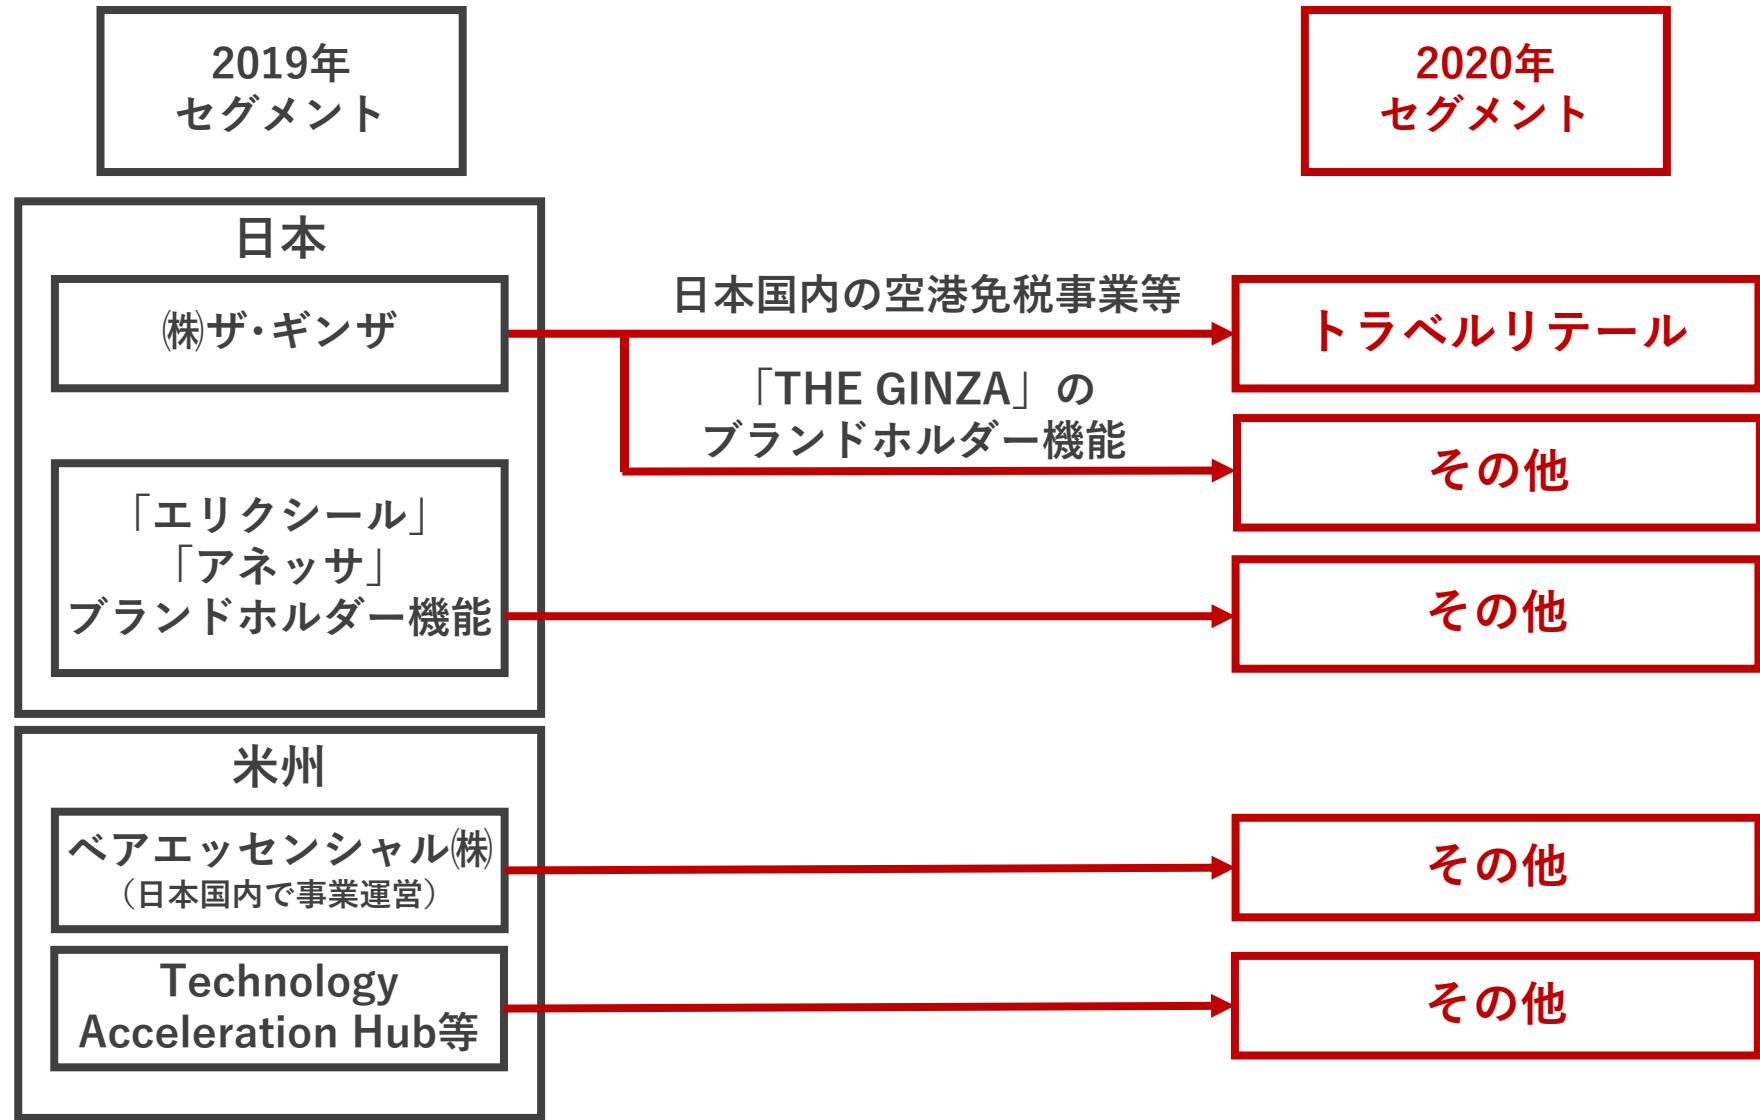 2019年
セグメント
2020年
セグメント
日本
㈱ザ・ギンザ
日本国内の空港免税事業等
トラベルリテール
「THE GINZA」の
ブランドホルダー機能
その他
「エリクシール」
「アネッサ」
ブランドホルダー機能
その他
米州
ベアエッセンシャル㈱
（日本国内で事業運営）
その他
Technology
Acceleration Hub等
その他